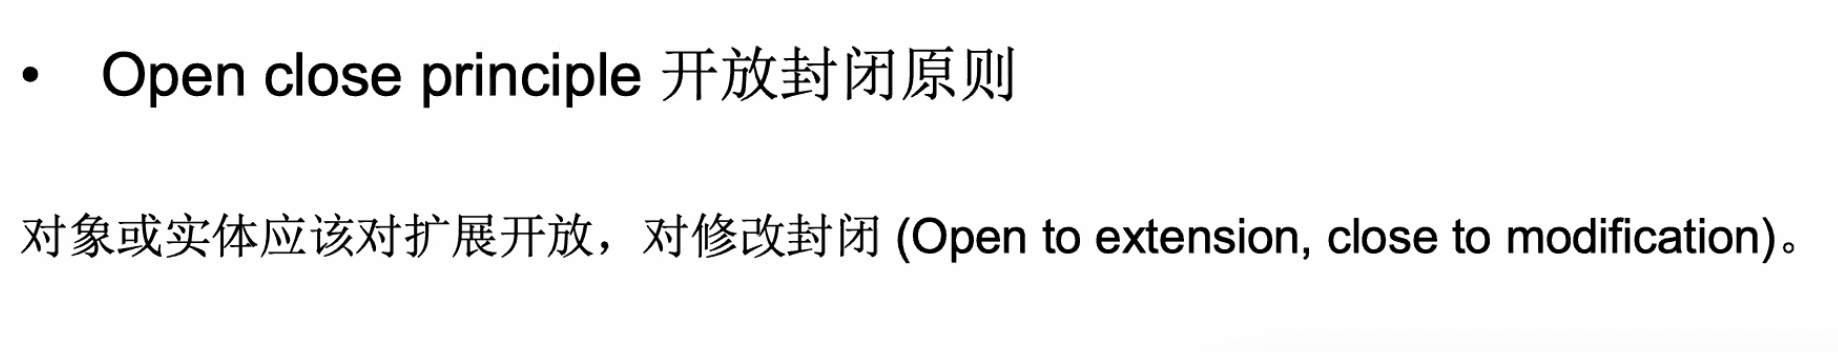 • Open close principle 开放封闭原则
对象或实体应该对扩展开放，对修改封闭 (Open to extension, close to modification)。